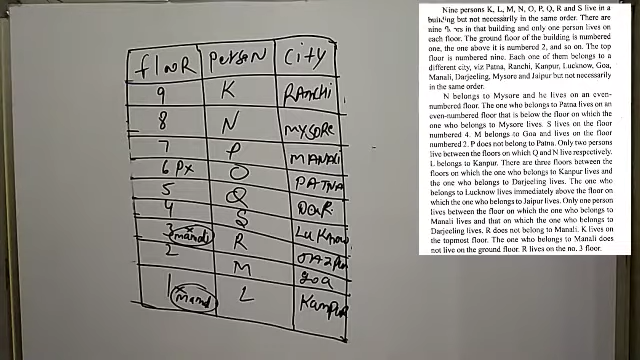 floor person City
9 K RANCHI
8 N mysore
7 P MANALI
6 Px O PATNA
5 Q DAR
4 S LuKnow
3 R JAIPUR
2 M goa
1 L Kanpur
Nine persons K, L, M, N, O, P, Q, R and S live in a
building but not necessarily in the same order. There are
nine floors in that building and only one person lives on
each floor. The ground floor of the building is numbered
one, the one above it is numbered 2, and so on. The top
floor is numbered nine. Each one of them belongs to a
different city, viz Patna, Ranchi, Kanpur, Lucknow, Goa,
Manali, Darjeeling, Mysore and Jaipur but not necessarily
in the same order.
N belongs to Mysore and he lives on an even-
numbered floor. The one who belongs to Patna lives on an
even-numbered floor that is below the floor on which the
one who belongs to Mysore lives. S lives on the floor
numbered 4. M belongs to Goa and lives on the floor
numbered 2. P does not belong to Patna. Only two persons
live between the floors on which Q and N live respectively.
L belongs to Kanpur. There are three floors between the
floors on which the one who belongs to Kanpur lives and
the one who belongs to Darjeeling lives. The one who
belongs to Lucknow lives immediately above the floor on
which the one who belongs to Jaipur lives. Only one person
lives between the floor on which the one who belongs to
Manali lives and that on which the one who belongs to
Darjeeling lives. R does not belong to Manali. K lives on
the topmost floor. The one who belongs to Manali does
not live on the ground floor. R lives on the no. 3 floor.